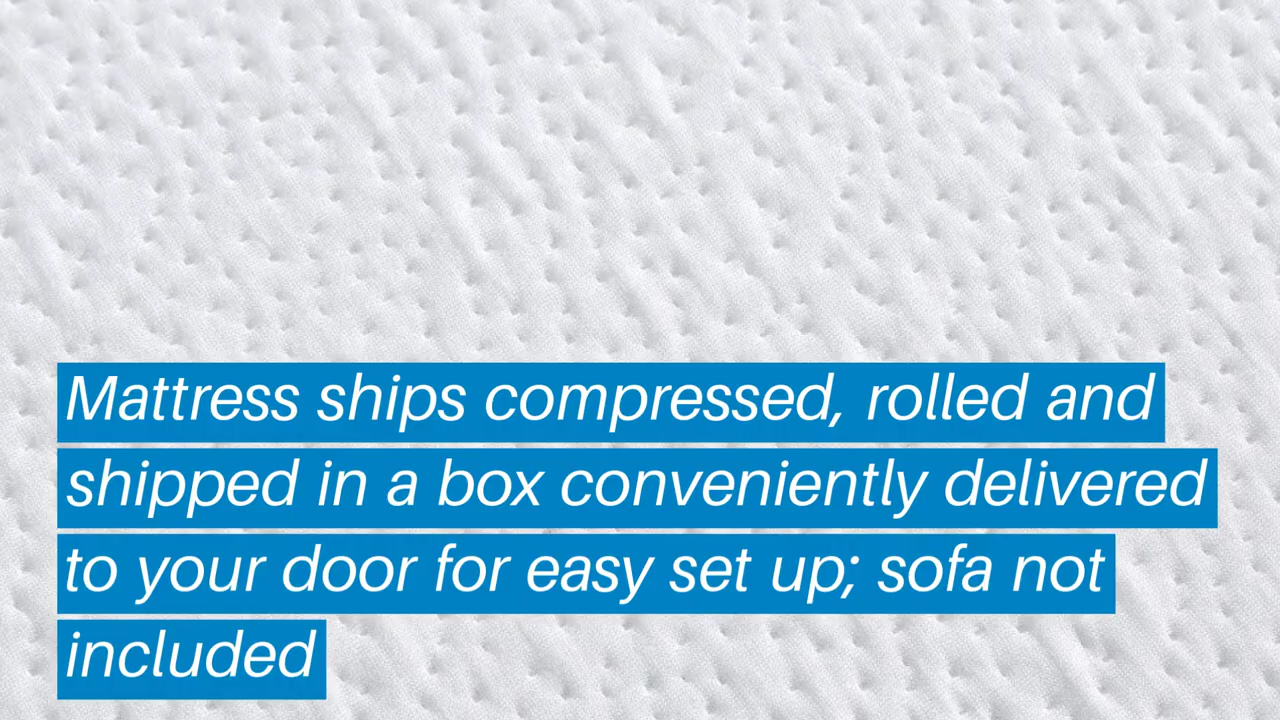 Mattress ships compressed, rolled and
shipped in a box conveniently delivered
to your door for easy set up; sofa not
included